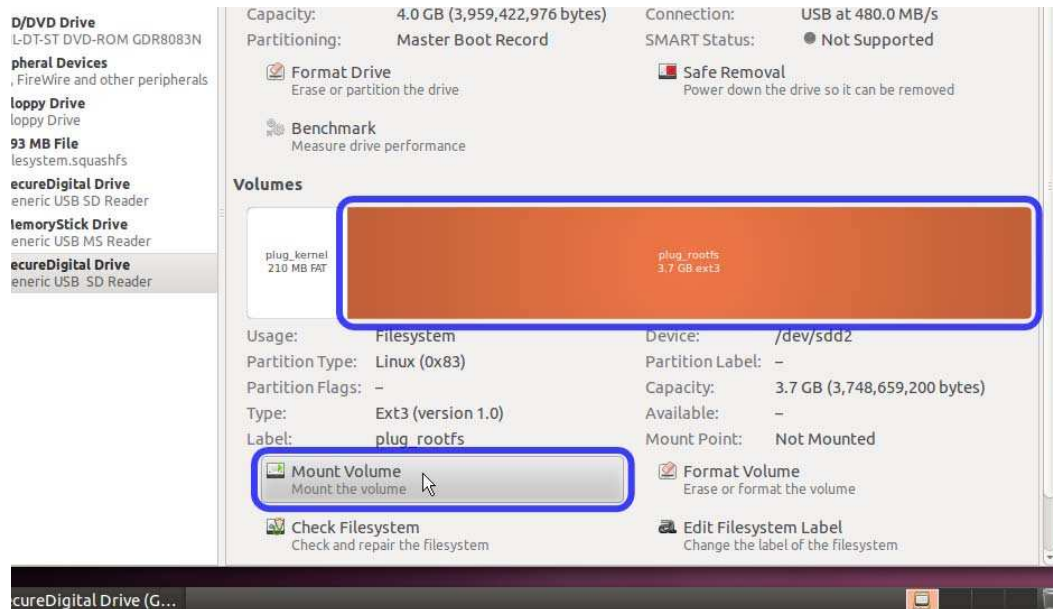 D/DVD Drive
L-DT-ST DVD-ROM GDR8083N
pheral Devices
, FireWire and other peripherals
loppy Drive
loppy Drive
93 MB File
lesystem.squashfs
ecureDigital Drive
eneric USB SD Reader
MemoryStick Drive
eneric USB MS Reader
ecureDigital Drive
eneric USB SD Reader
Capacity: 4.0 GB (3,959,422,976 bytes) Connection: USB at 480.0 MB/s
Partitioning: Master Boot Record SMART Status: Not Supported
Format Drive Safe Removal
Erase or partition the drive Power down the drive so it can be removed
Benchmark
Measure drive performance
Volumes
plug_kernel plug_rootfs
210 MB FAT 3.7 GB ext3
Usage: Filesystem Device: /dev/sdd2
Partition Type: Linux (0x83) Partition Label: –
Partition Flags: – Capacity: 3.7 GB (3,748,659,200 bytes)
Type: Ext3 (version 1.0) Available: –
Label: plug_rootfs Mount Point: Not Mounted
Mount Volume Format Volume
Mount the volume Erase or format the volume
Check Filesystem Edit Filesystem Label
Check and repair the filesystem Change the label of the filesystem
cureDigital Drive (G...